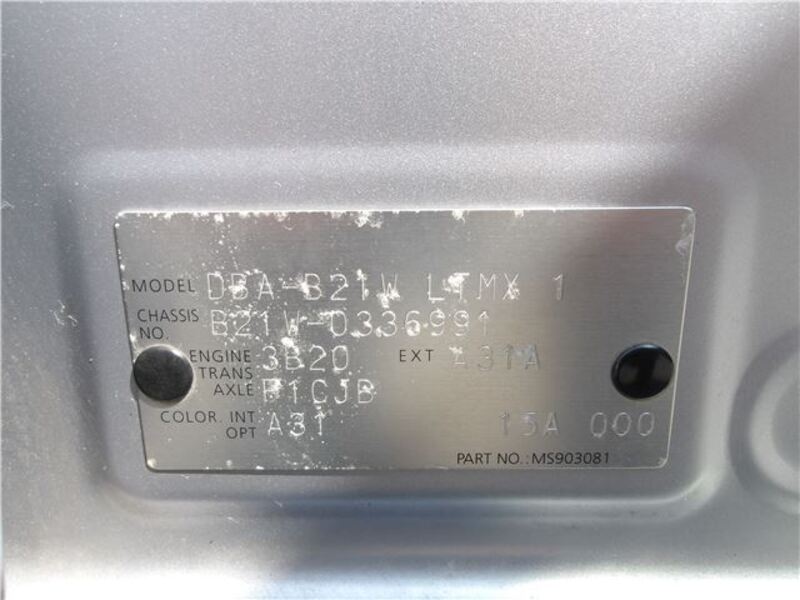 MODEL DBA-B21W LTMX 1
CHASSIS NO. B21W-0336991
ENGINE 3B20 EXT A31A
TRANS AXLE F1CJB
COLOR. INT OPT A31 15A 000
PART NO.: MS903081